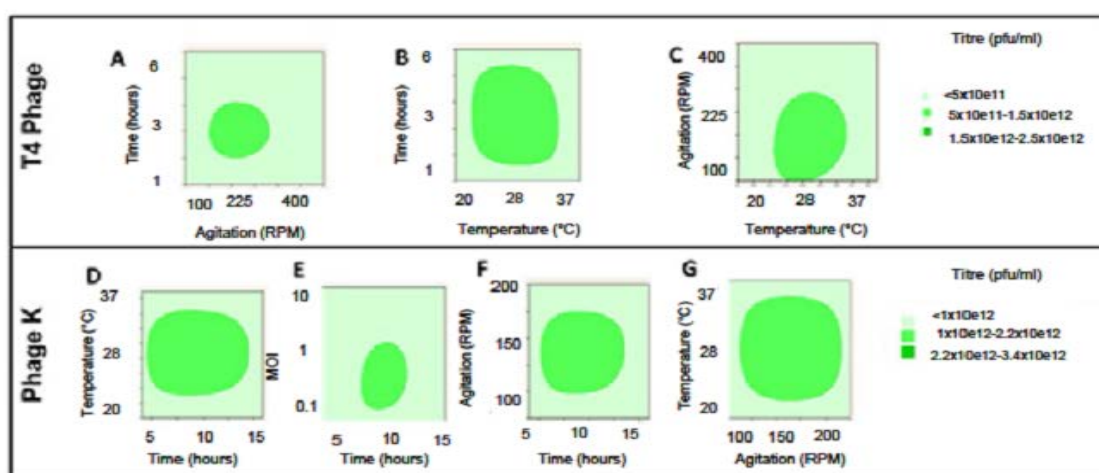 T4 Phage
A
6
3
1
Time (hours)
100 225 400
Agitation (RPM)
B
6
3
1
Time (hours)
20 28 37
Temperature (°C)
C
400
225
100
Agitation (RPM)
20 28 37
Temperature (°C)
Titre (pfu/ml)
<5x10e11
5x10e11-1.5x10e12
1.5x10e12-2.5x10e12
Phage K
D
37
28
20
Temperature (°C)
5 10 15
Time (hours)
E
10
1
0.1
MOI
5 10 15
Time (hours)
F
200
150
100
Agitation (RPM)
5 10 15
Time (hours)
G
37
28
20
Temperature (°C)
100 150 200
Agitation (RPM)
Titre (pfu/ml)
<1x10e12
1x10e12-2.2x10e12
2.2x10e12-3.4x10e12